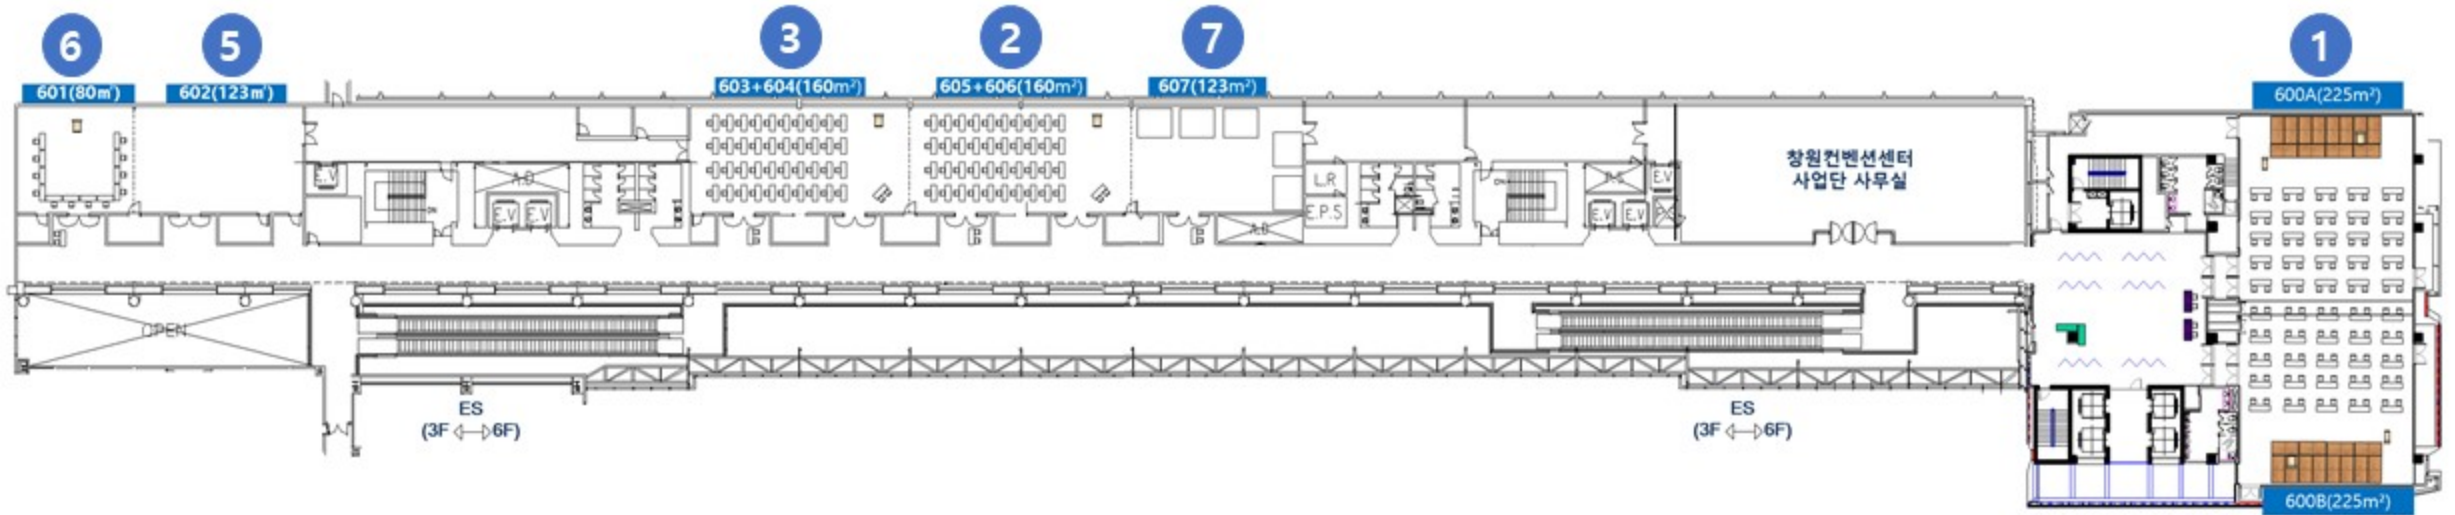 6
5
3
2
7
1
601(80㎡)
602(123㎡)
603+604(160m²)
605+606(160m²)
607(123m²)
600A(225m²)
창원컨벤션센터
사업단 사무실
E.V
A.D
E.V
E.V
DN
L.R
E.P.S
A.D
DN
P.S
E.V
E.V
E.V
OPEN
ES
(3F ⇔ 6F)
ES
(3F ⇔ 6F)
600B(225m²)